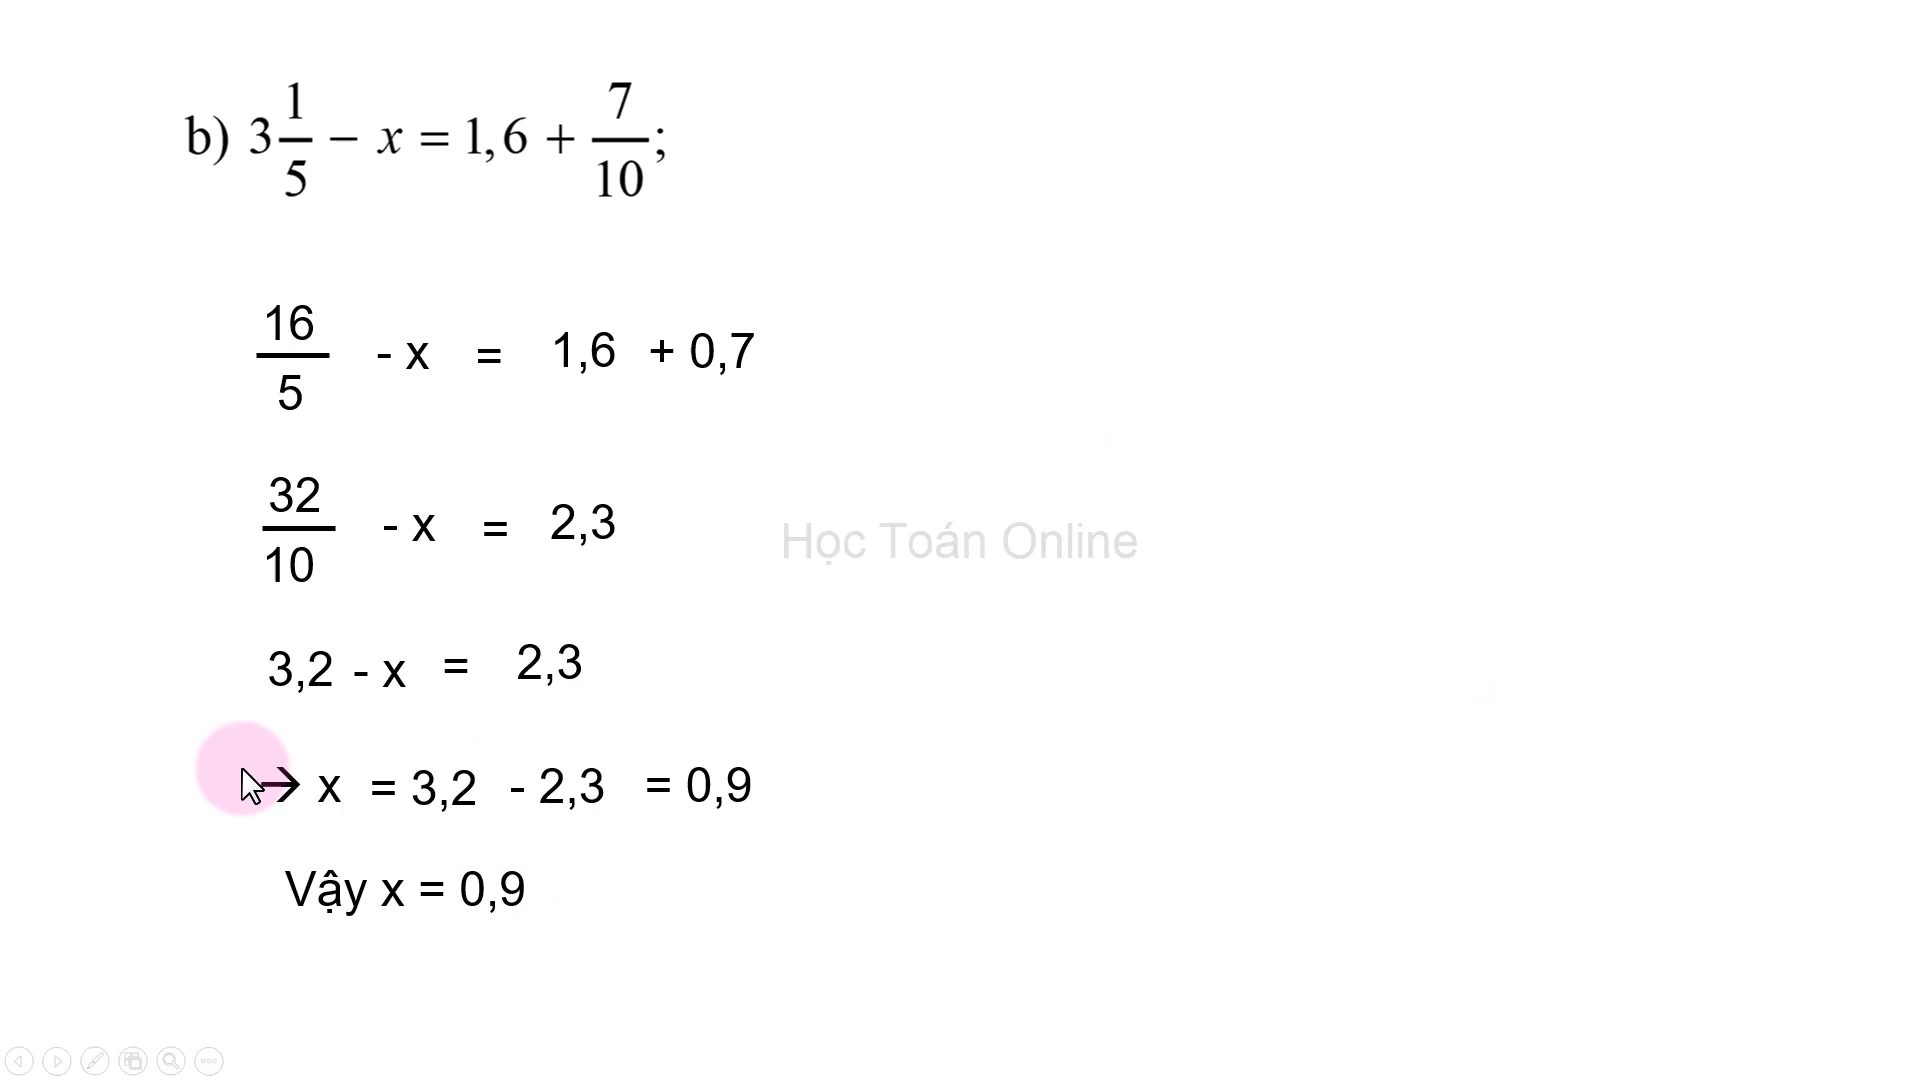 b) 3 1/5 − x = 1,6 + 7/10;
16/5 - x = 1,6 + 0,7
32/10 - x = 2,3
Học Toán Online
3,2 - x = 2,3
→ x = 3,2 - 2,3 = 0,9
Vậy x = 0,9